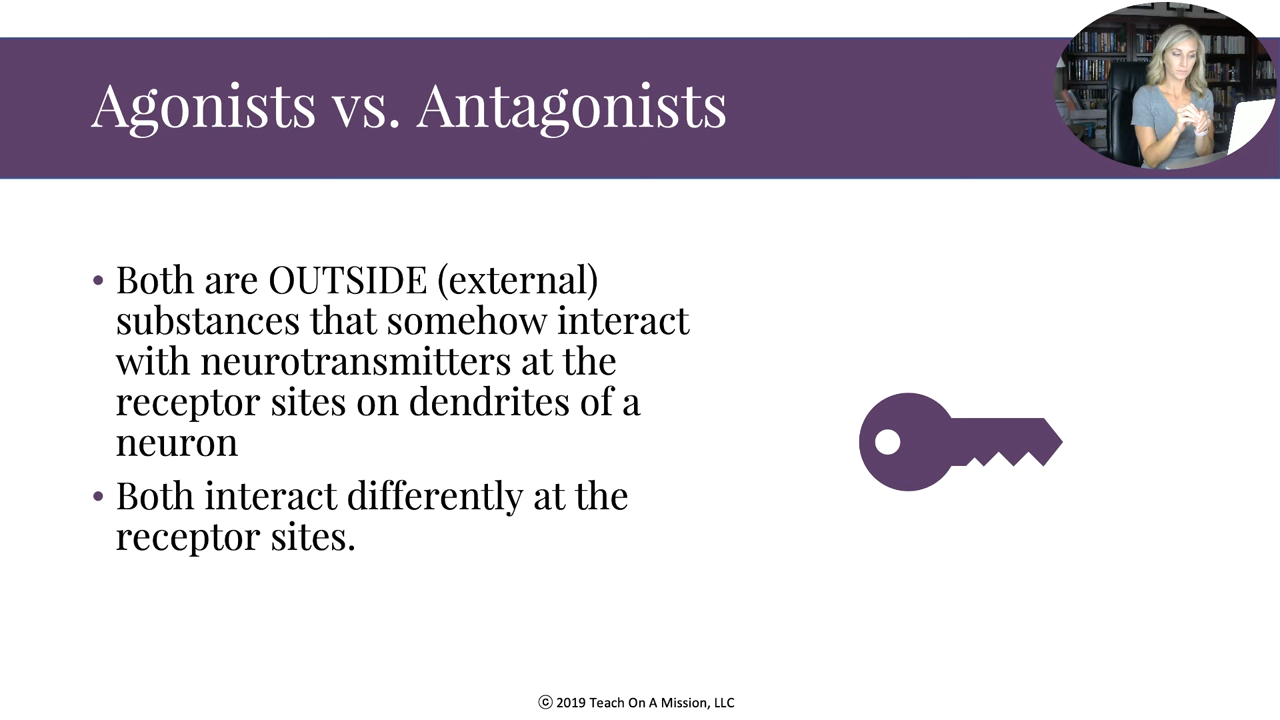 Agonists vs. Antagonists
• Both are OUTSIDE (external)
substances that somehow interact
with neurotransmitters at the
receptor sites on dendrites of a
neuron
• Both interact differently at the
receptor sites.
ⓒ 2019 Teach On A Mission, LLC